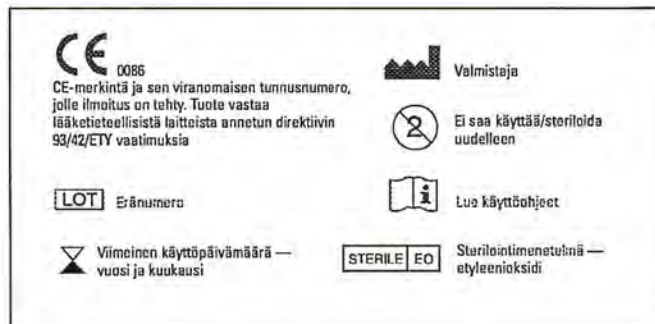 CE 0086
CE-merkintä ja sen viranomaisen tunnusnumero,
jolle ilmoitus on tehty. Tuote vastaa
lääketieteellisistä laitteista annetun direktiivin
93/42/ETY vaatimuksia
LOT Eränumero
Viimeinen käyttöpäivämäärä —
vuosi ja kuukausi
Valmistaja
2 Ei saa käyttää/steriloida
uudelleen
i Lue käyttöohjeet
STERILE EO Sterilointimenetelmä —
etyleenioksidi